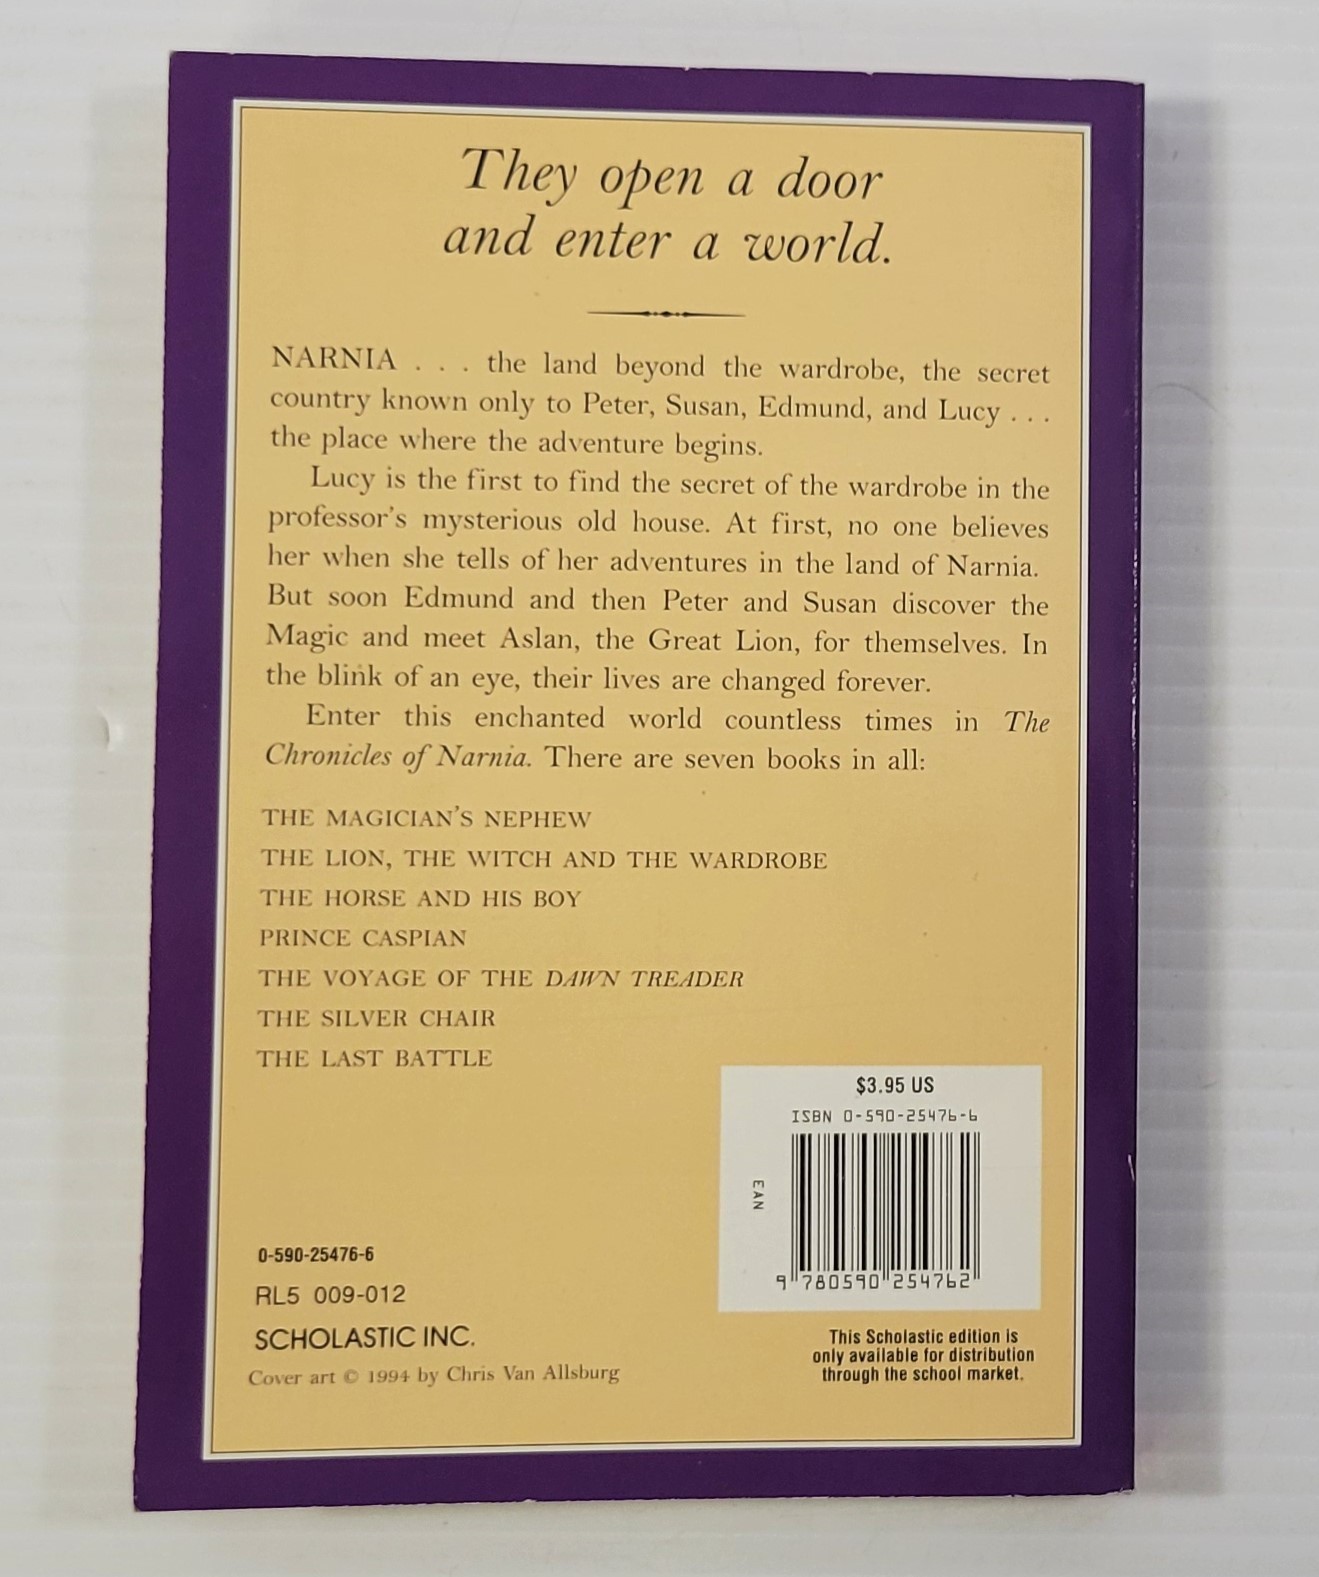 They open a door
and enter a world.
NARNIA . . . the land beyond the wardrobe, the secret
country known only to Peter, Susan, Edmund, and Lucy . . .
the place where the adventure begins.
Lucy is the first to find the secret of the wardrobe in the
professor's mysterious old house. At first, no one believes
her when she tells of her adventures in the land of Narnia.
But soon Edmund and then Peter and Susan discover the
Magic and meet Aslan, the Great Lion, for themselves. In
the blink of an eye, their lives are changed forever.
Enter this enchanted world countless times in The
Chronicles of Narnia. There are seven books in all:
THE MAGICIAN'S NEPHEW
THE LION, THE WITCH AND THE WARDROBE
THE HORSE AND HIS BOY
PRINCE CASPIAN
THE VOYAGE OF THE DAWN TREADER
THE SILVER CHAIR
THE LAST BATTLE
$3.95 US
ISBN 0-590-25476-6
EAN
9 780590 254762
0-590-25476-6
RL5 009-012
SCHOLASTIC INC.
Cover art © 1994 by Chris Van Allsburg
This Scholastic edition is
only available for distribution
through the school market.